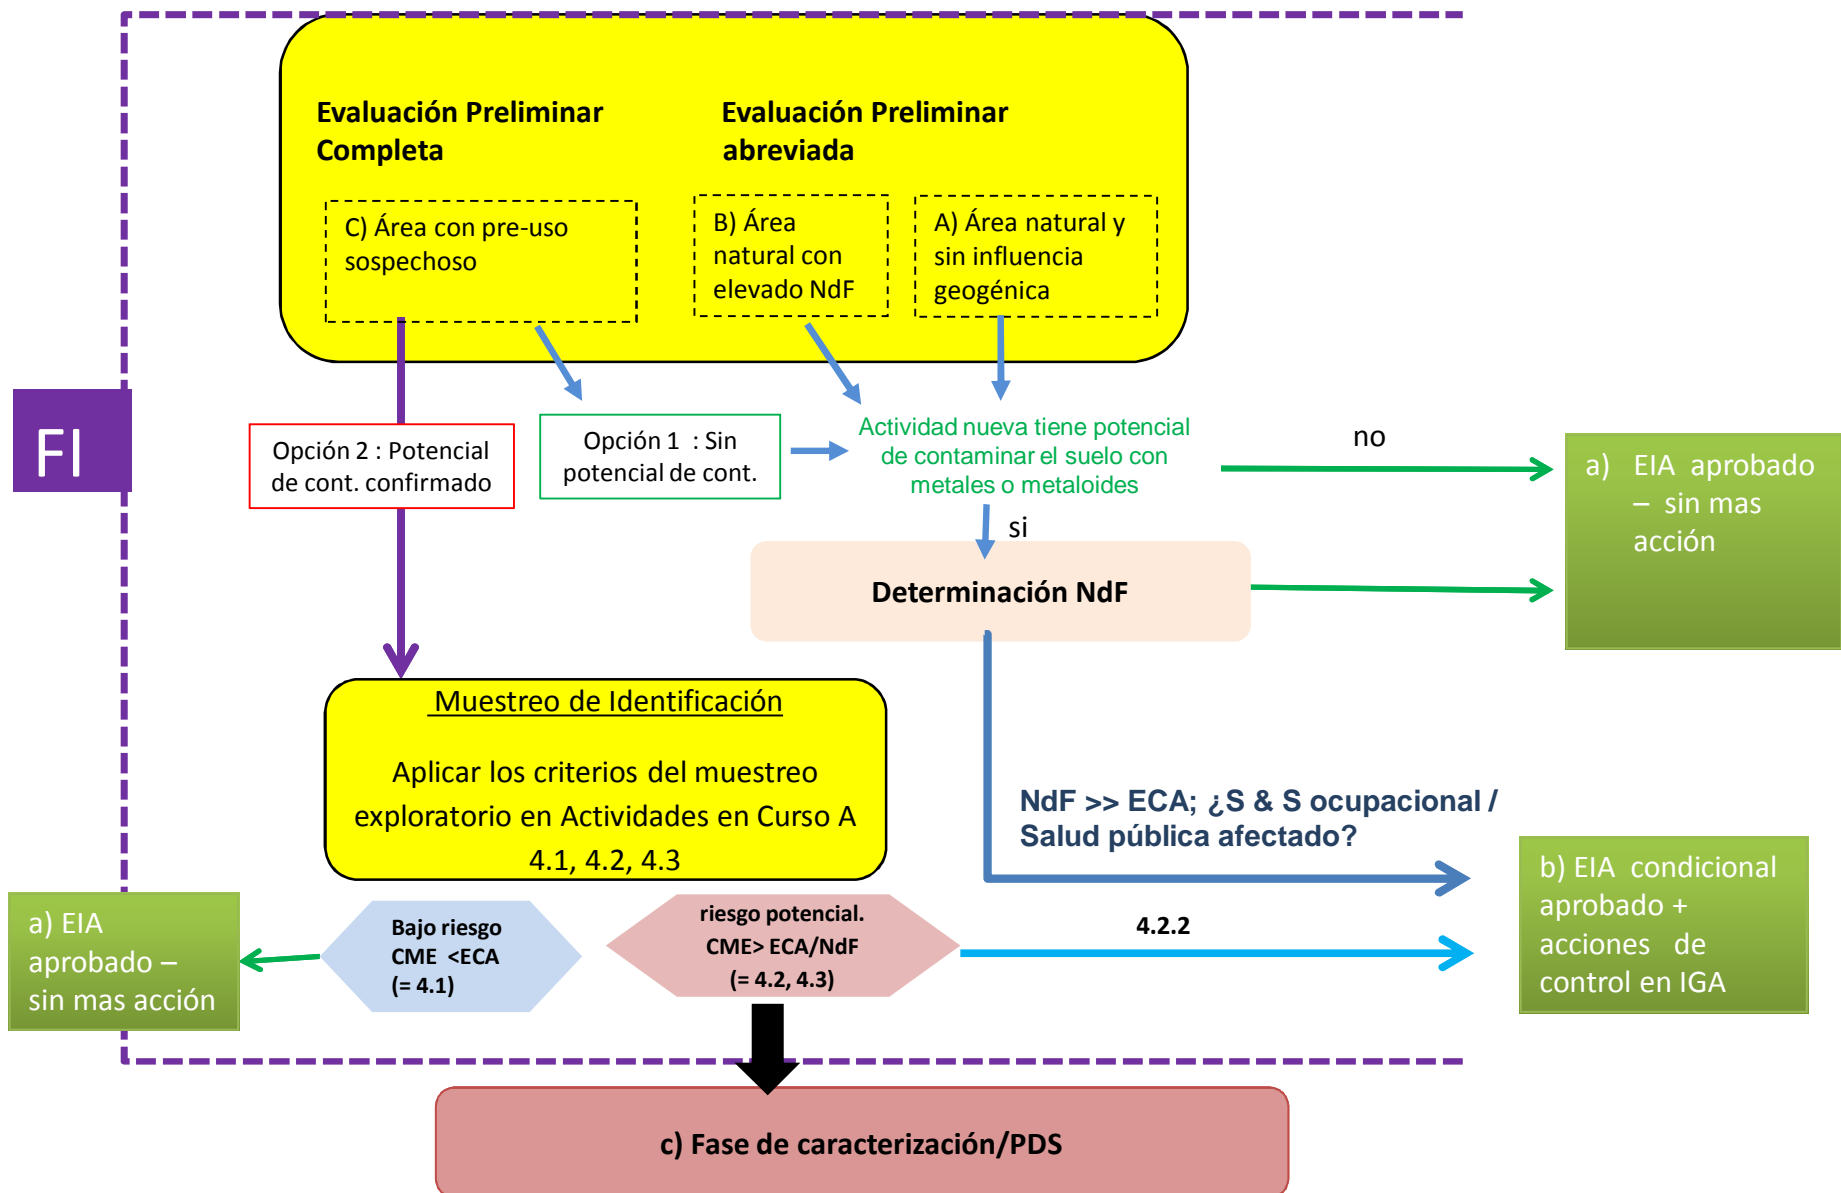 Evaluación Preliminar
Completa
Evaluación Preliminar
abreviada
C) Área con pre-uso
sospechoso
B) Área
natural con
elevado NdF
A) Área natural y
sin influencia
geogénica
FI
Opción 2 : Potencial
de cont. confirmado
Opción 1 : Sin
potencial de cont.
Actividad nueva tiene potencial
de contaminar el suelo con
metales o metaloides
no
a) EIA aprobado
– sin mas
acción
si
Determinación NdF
Muestreo de Identificación
Aplicar los criterios del muestreo
exploratorio en Actividades en Curso A
4.1, 4.2, 4.3
NdF >> ECA; ¿S & S ocupacional /
Salud pública afectado?
a) EIA
aprobado –
sin mas acción
Bajo riesgo
CME <ECA
(= 4.1)
riesgo potencial.
CME> ECA/NdF
(= 4.2, 4.3)
4.2.2
b) EIA condicional
aprobado +
acciones de
control en IGA
c) Fase de caracterización/PDS